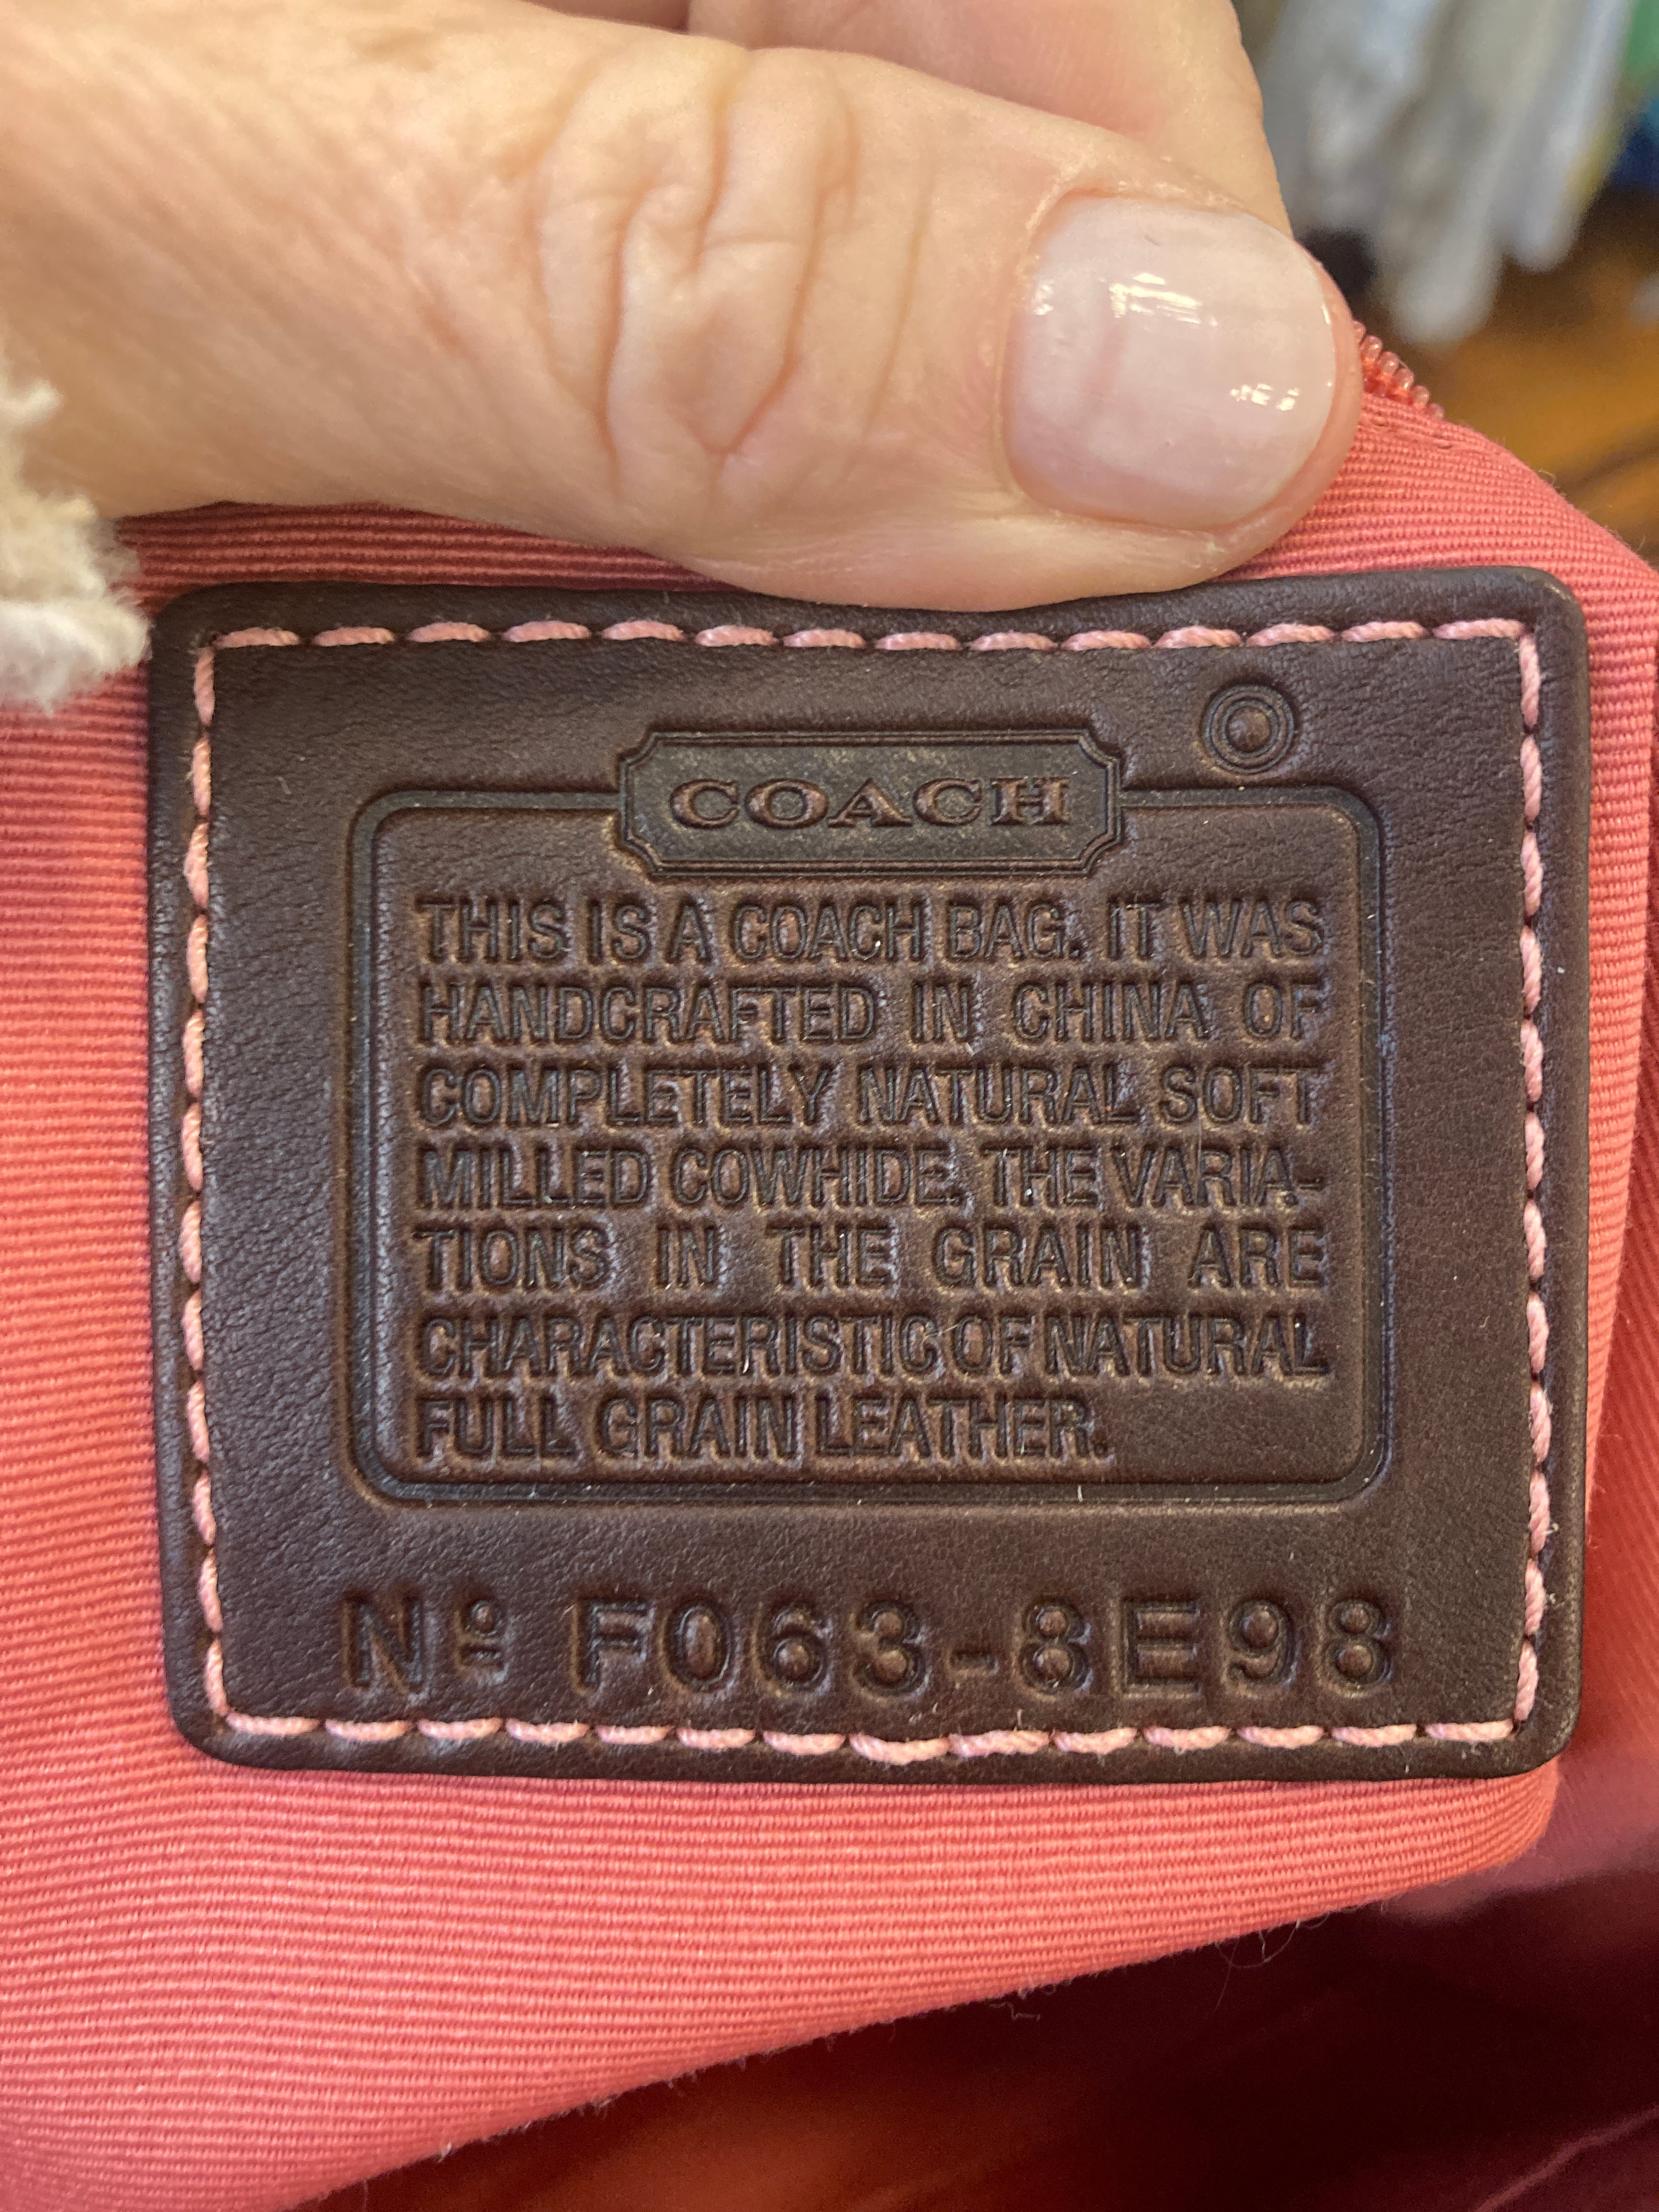 COACH
THIS IS A COACH BAG. IT WAS
HANDCRAFTED IN CHINA OF
COMPLETELY NATURAL SOFT
MILLED COWHIDE. THE VARIA-
TIONS IN THE GRAIN ARE
CHARACTERISTIC OF NATURAL
FULL GRAIN LEATHER.
Nº F063-8E98